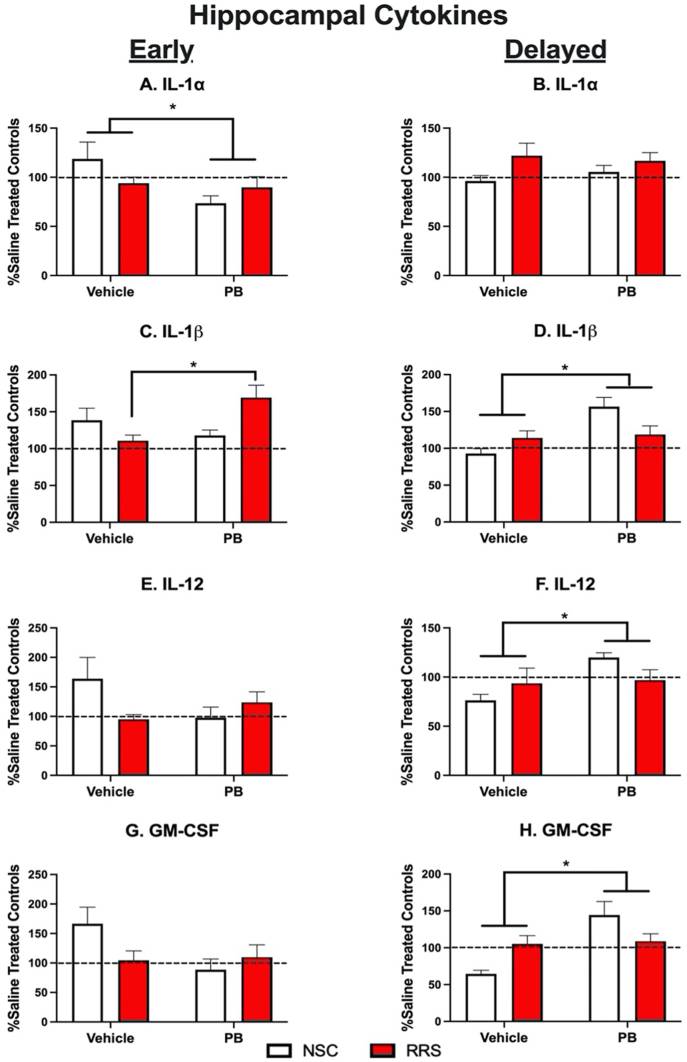 Hippocampal Cytokines
Early
Delayed
A. IL-1α
*
%Saline Treated Controls
150
100
50
0
Vehicle
PB
B. IL-1α
%Saline Treated Controls
150
100
50
0
Vehicle
PB
C. IL-1β
*
%Saline Treated Controls
200
150
100
50
0
Vehicle
PB
D. IL-1β
*
%Saline Treated Controls
200
150
100
50
0
Vehicle
PB
E. IL-12
%Saline Treated Controls
250
200
150
100
50
0
Vehicle
PB
F. IL-12
*
%Saline Treated Controls
150
100
50
0
Vehicle
PB
G. GM-CSF
%Saline Treated Controls
250
200
150
100
50
0
Vehicle
PB
H. GM-CSF
*
%Saline Treated Controls
200
150
100
50
0
Vehicle
PB
NSC
RRS